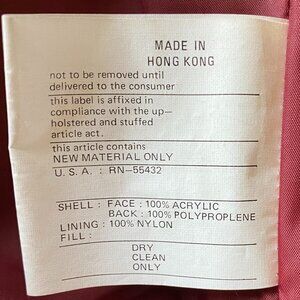 MADE IN
HONG KONG
not to be removed until
delivered to the consumer
this label is affixed in
compliance with the up-
holstered and stuffed
article act.
this article contains
NEW MATERIAL ONLY
U. S. A. : RN-55432
SHELL : FACE : 100% ACRYLIC
BACK : 100% POLYPROPLENE
LINING : 100% NYLON
FILL :
DRY
CLEAN
ONLY